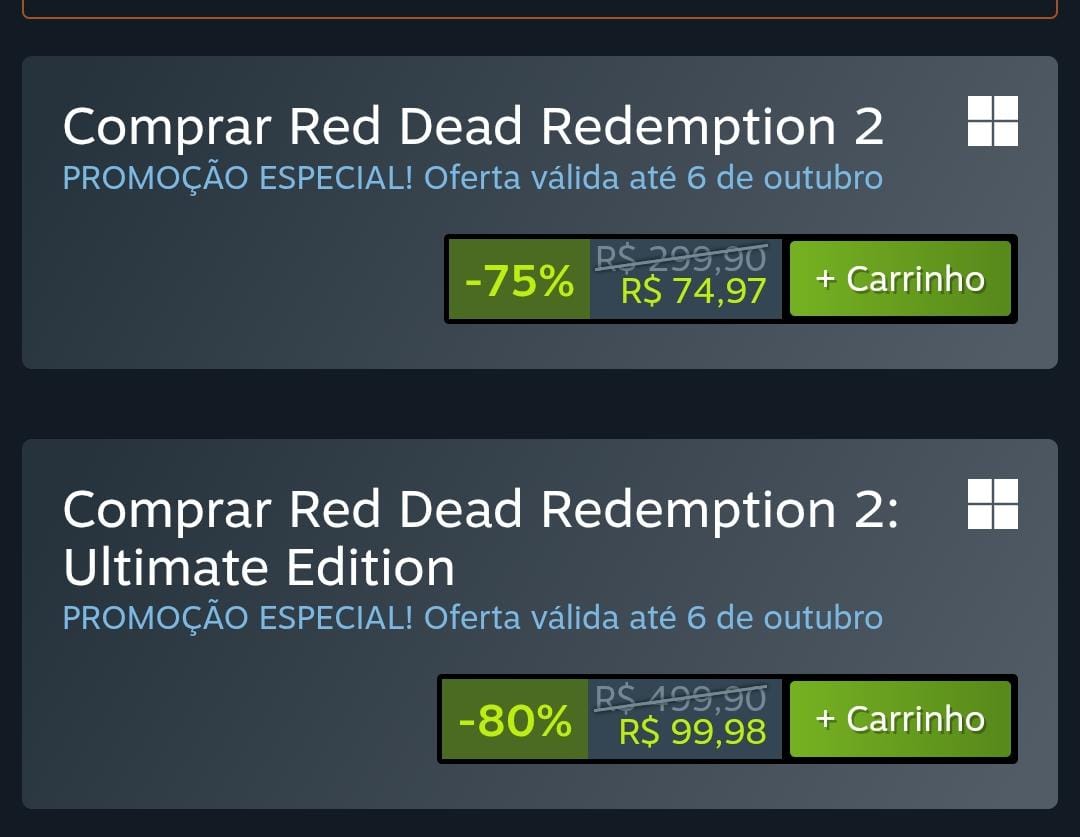 Comprar Red Dead Redemption 2
PROMOÇÃO ESPECIAL! Oferta válida até 6 de outubro
-75%
R$ 299,90
R$ 74,97
+ Carrinho
Comprar Red Dead Redemption 2:
Ultimate Edition
PROMOÇÃO ESPECIAL! Oferta válida até 6 de outubro
-80%
R$ 499,90
R$ 99,98
+ Carrinho